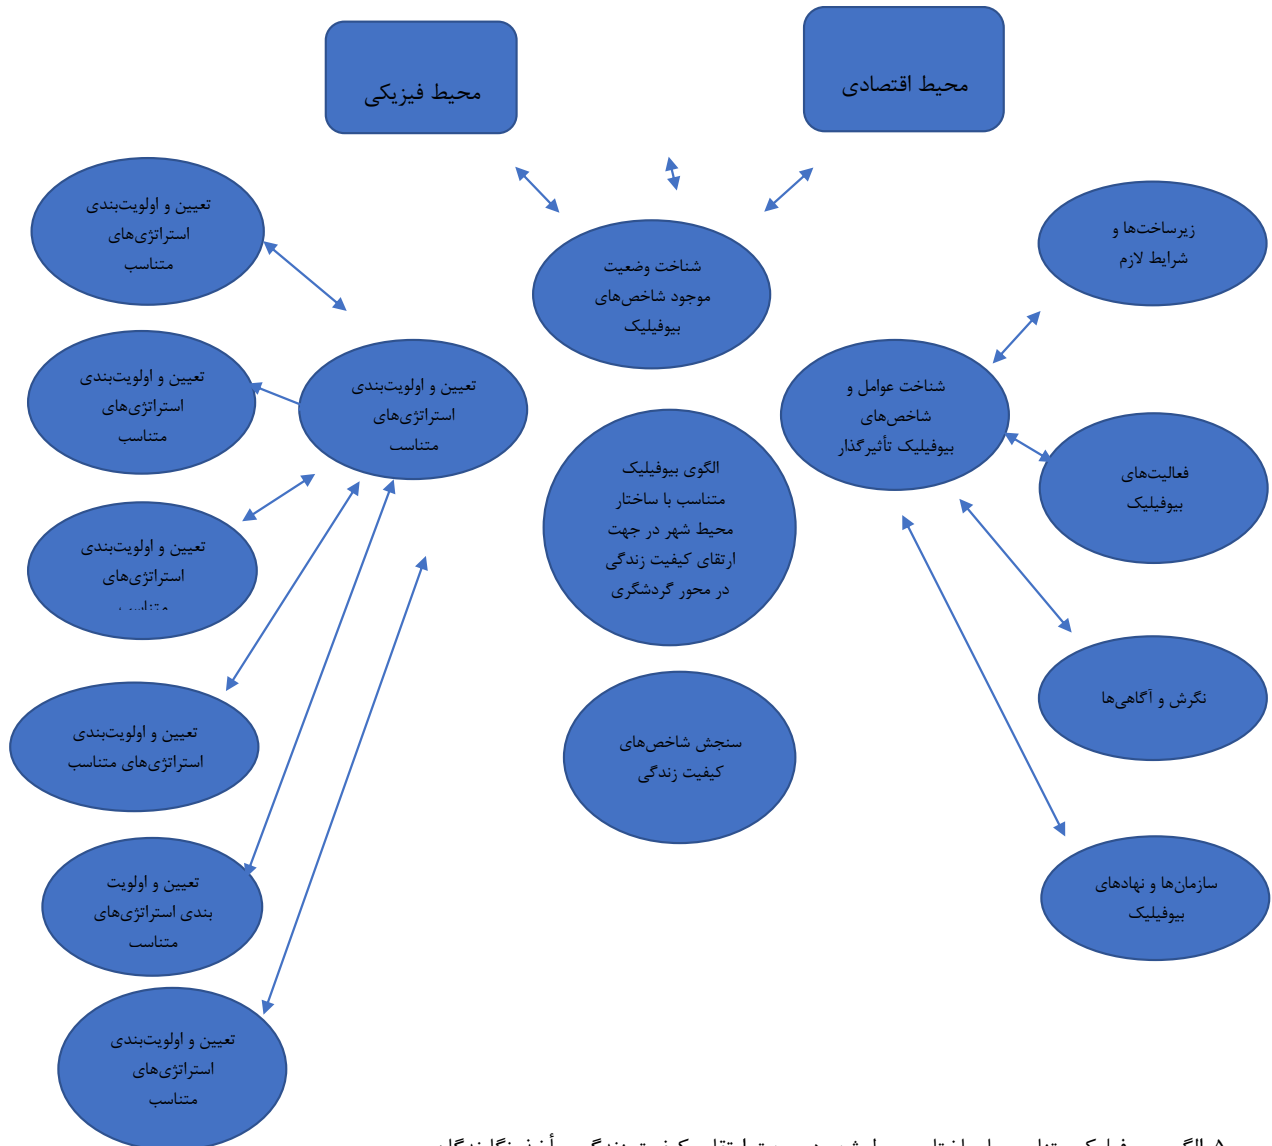 محیط اقتصادی
محیط فیزیکی
شناخت وضعیت
موجود شاخص‌های
بیوفیلیک
زیرساخت‌ها و
شرایط لازم
شناخت عوامل و
شاخص‌های
بیوفیلیک تأثیرگذار
فعالیت‌های
بیوفیلیک
نگرش و آگاهی‌ها
سازمان‌ها و نهادهای
بیوفیلیک
الگوی بیوفیلیک
متناسب با ساختار
محیط شهر در جهت
ارتقای کیفیت زندگی
در محور گردشگری
سنجش شاخص‌های
کیفیت زندگی
تعیین و اولویت‌بندی
استراتژی‌های
متناسب
تعیین و اولویت‌بندی
استراتژی‌های
متناسب
تعیین و اولویت‌بندی
استراتژی‌های
متناسب
تعیین و اولویت‌بندی
استراتژی‌های
متناسب
تعیین و اولویت‌بندی
استراتژی‌های متناسب
تعیین و اولویت
بندی استراتژی‌های
متناسب
تعیین و اولویت‌بندی
استراتژی‌های
متناسب